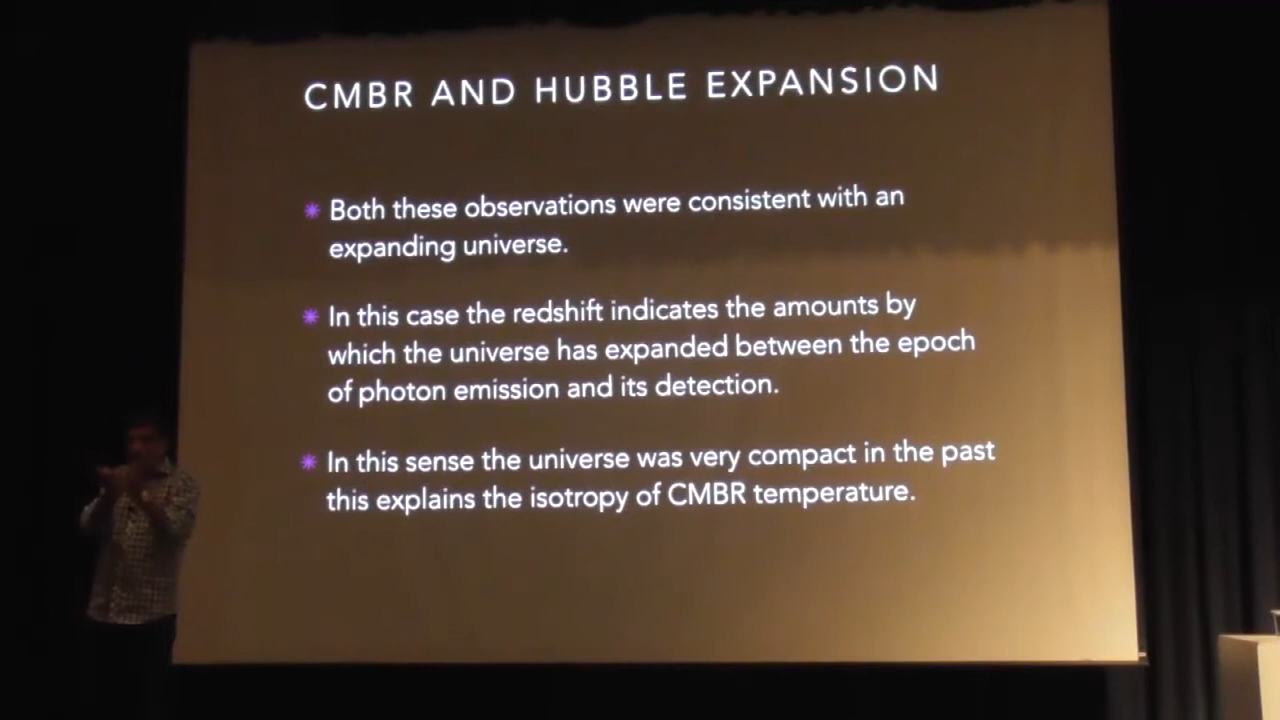 CMBR AND HUBBLE EXPANSION
Both these observations were consistent with an
expanding universe.
In this case the redshift indicates the amounts by
which the universe has expanded between the epoch
of photon emission and its detection.
In this sense the universe was very compact in the past
this explains the isotropy of CMBR temperature.